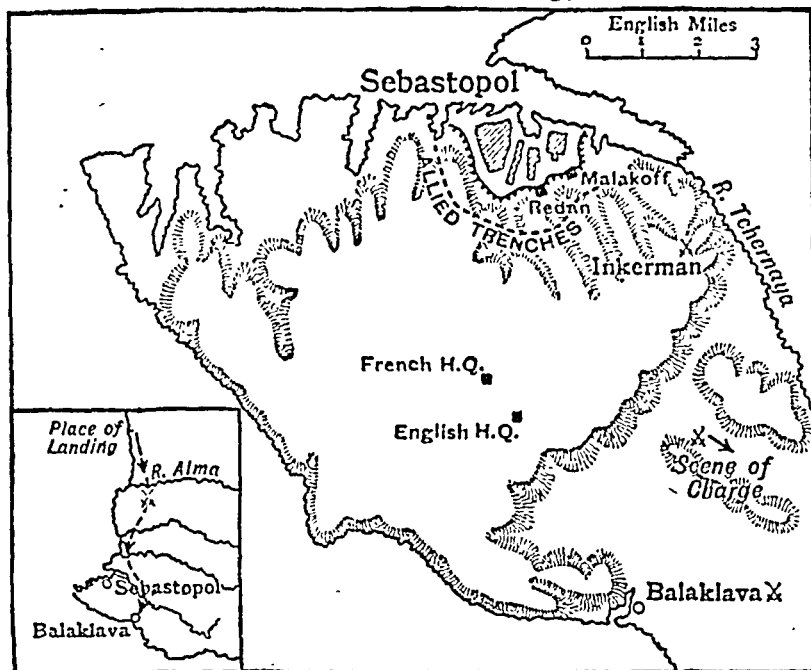 English Miles
0 1 2 3
Sebastopol
Malakoff
Redan
ALLIED TRENCHES
R. Tchernaya
Inkerman
French H.Q.
English H.Q.
Scene of
Charge
Balaklava X
Place of
Landing
R. Alma
Sebastopol
Balaklava